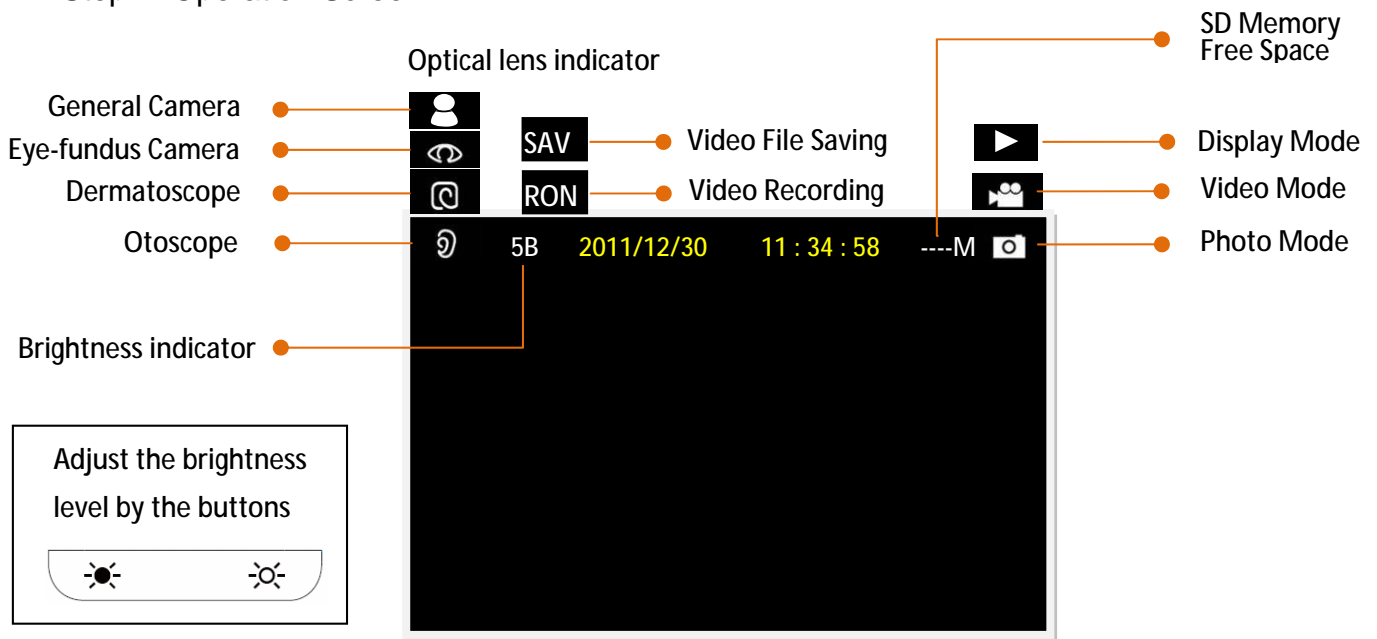 SD Memory
Free Space
Optical lens indicator
General Camera
Eye-fundus Camera
SAV
Video File Saving
Display Mode
Dermatoscope
RON
Video Recording
Video Mode
Otoscope
5B 2011/12/30 11 : 34 : 58 ----M
Photo Mode
Brightness indicator
Adjust the brightness
level by the buttons